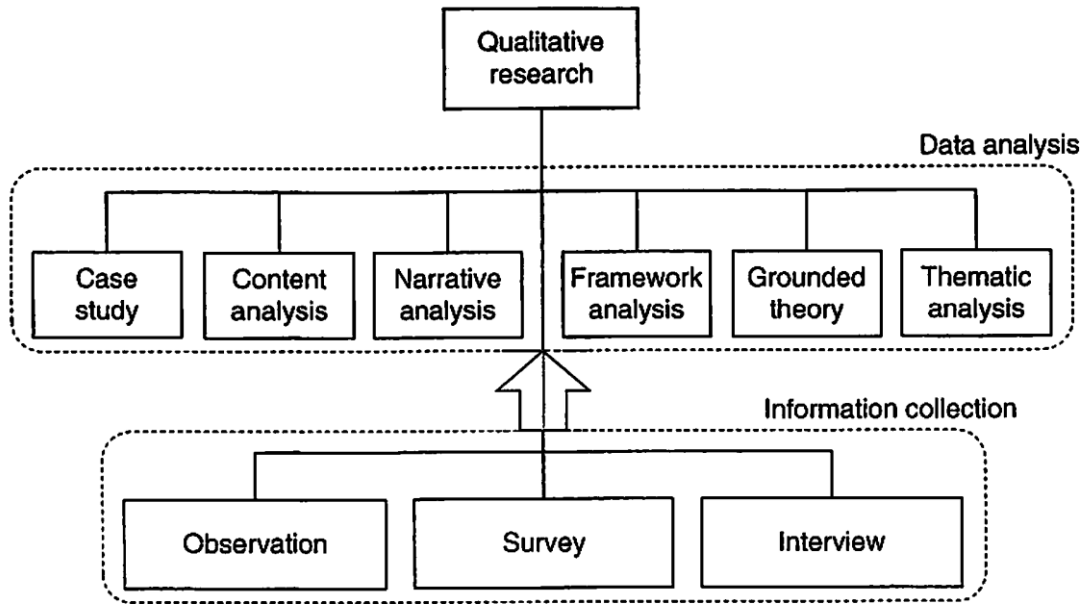 Qualitative
research
Data analysis
Case
study
Content
analysis
Narrative
analysis
Framework
analysis
Grounded
theory
Thematic
analysis
Information collection
Observation
Survey
Interview